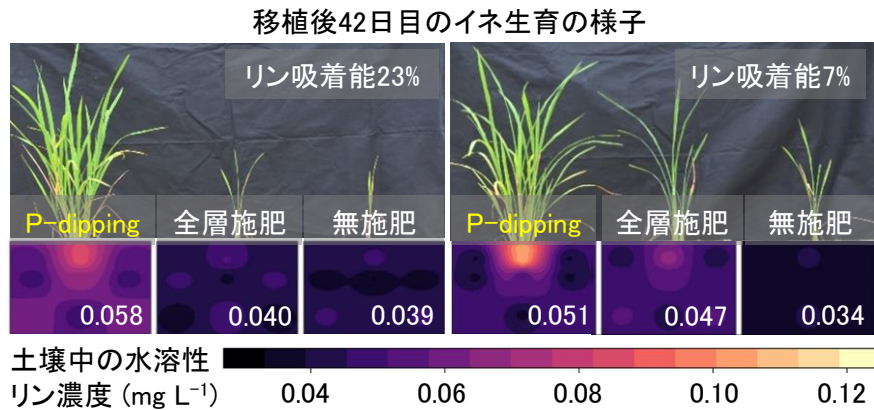 移植後42日目のイネ生育の様子
リン吸着能23%
リン吸着能7%
P-dipping 全層施肥 無施肥
P-dipping 全層施肥 無施肥
0.058 0.040 0.039
0.051 0.047 0.034
土壌中の水溶性
リン濃度 (mg L⁻¹)
0.04 0.06 0.08 0.10 0.12